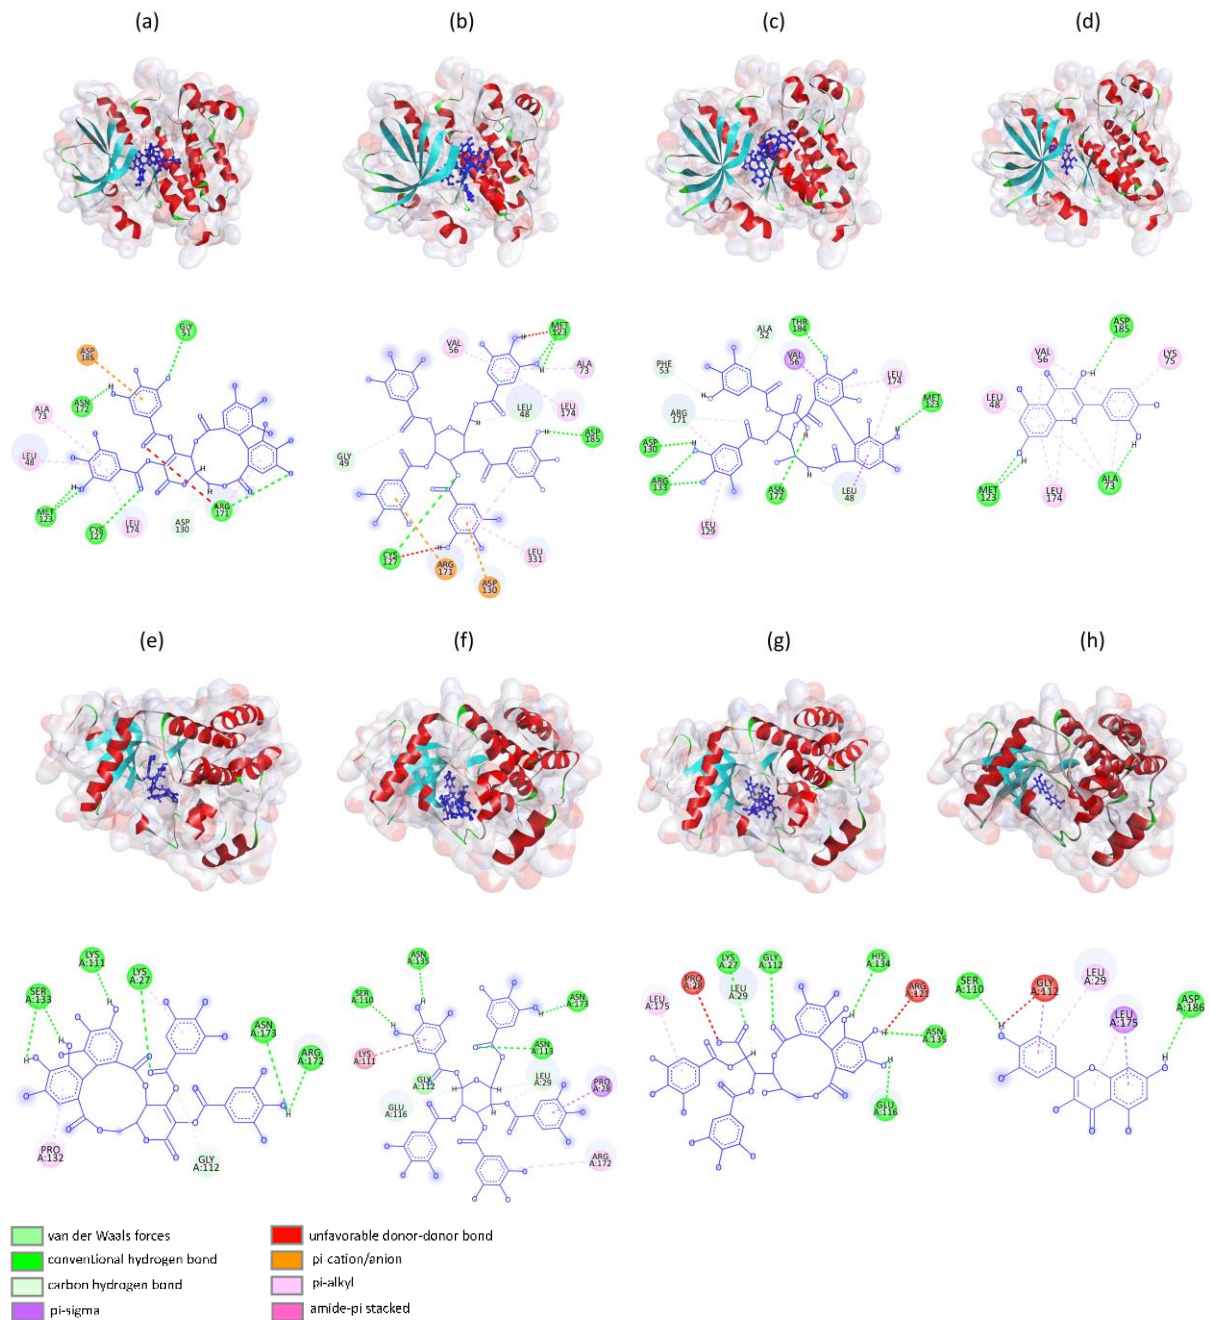 (a) (b) (c) (d)
GLY
51
ASP
185
ASN
172
ALA
73
LEU
48
MET
123
CYS
127
LEU
174
ASP
130
ARG
171
VAL
56
MET
123
ALA
73
LEU
48
LEU
174
ASP
185
GLY
49
CYS
127
ARG
171
ASP
130
LEU
331
ALA
52
THR
184
PHE
53
VAL
56
LEU
174
ARG
171
MET
123
ASP
130
ARG
133
ASN
172
LEU
48
LEU
129
ASP
185
VAL
56
LYS
75
LEU
48
MET
123
LEU
174
ALA
73
(e) (f) (g) (h)
LYS
A:111
LYS
A:27
SER
A:133
ASN
A:173
ARG
A:172
PRO
A:132
GLY
A:112
ASN
A:135
SER
A:110
ASN
A:173
LYS
A:111
ASN
A:113
GLY
A:112
LEU
A:29
GLU
A:116
PRO
A:28
ARG
A:172
LYS
A:27
GLY
A:112
HIS
A:134
PRO
A:28
LEU
A:29
LEU
A:175
ARG
A:121
ASN
A:135
GLU
A:116
SER
A:110
GLY
A:112
LEU
A:29
LEU
A:175
ASP
A:186
van der Waals forces
conventional hydrogen bond
carbon hydrogen bond
pi-sigma
unfavorable donor-donor bond
pi-cation/anion
pi-alkyl
amide-pi stacked